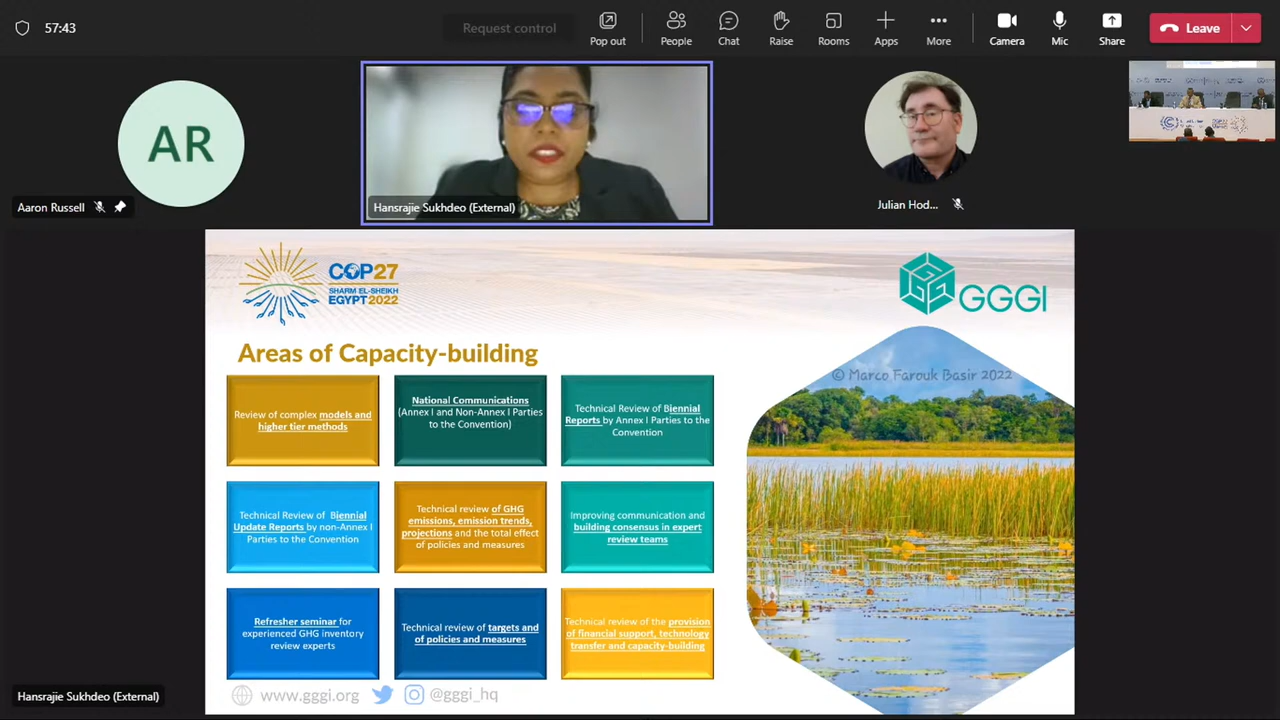 57:43
Request control
Pop out
People
Chat
Raise
Rooms
Apps
More
Camera
Mic
Share
Leave
AR
Aaron Russell
Hansrajie Sukhdeo (External)
Julian Hod...
COP27
SHARM EL-SHEIKH
EGYPT 2022
GGGI
Areas of Capacity-building
© Marco Farouk Basir 2022
Review of complex models and
higher tier methods
National Communications
(Annex I and Non-Annex I Parties
to the Convention)
Technical Review of Biennial
Reports by Annex I Parties to the
Convention
Technical Review of Biennial
Update Reports by non-Annex I
Parties to the Convention
Technical review of GHG
emissions, emission trends,
projections and the total effect
of policies and measures
Improving communication and
building consensus in expert
review teams
Refresher seminar for
experienced GHG inventory
review experts
Technical review of targets and
of policies and measures
Technical review of the provision
of financial support, technology
transfer and capacity-building
www.gggi.org
@gggi_hq
Hansrajie Sukhdeo (External)